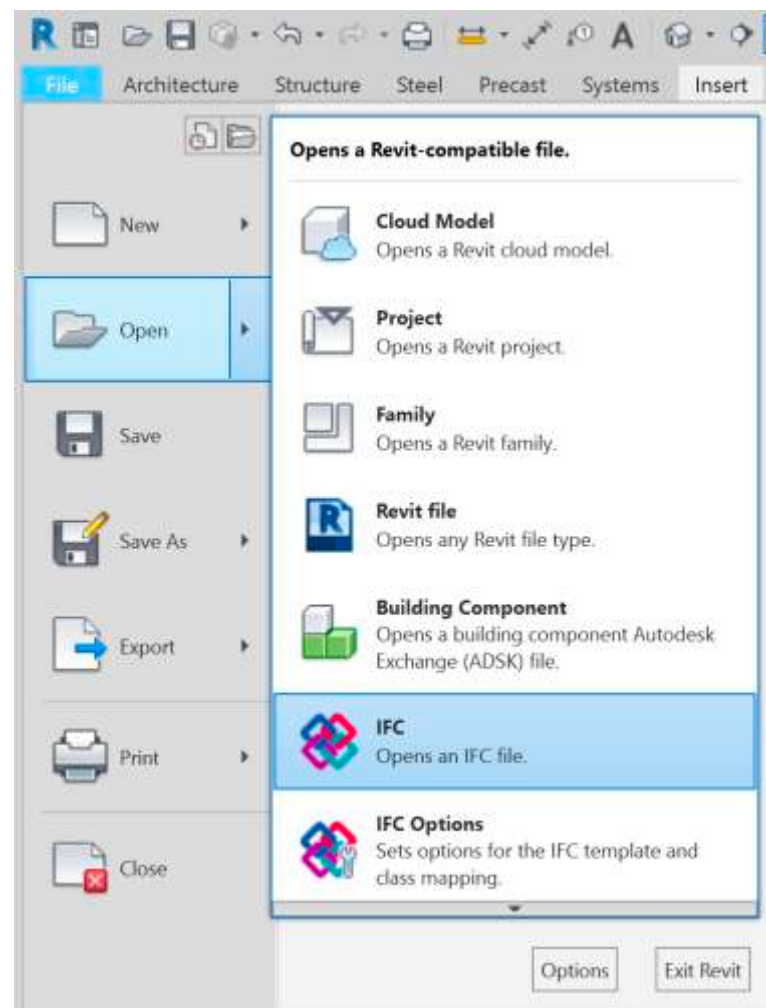 File Architecture Structure Steel Precast Systems Insert
New
Open
Save
Save As
Export
Print
Close
Opens a Revit-compatible file.
Cloud Model
Opens a Revit cloud model.
Project
Opens a Revit project.
Family
Opens a Revit family.
Revit file
Opens any Revit file type.
Building Component
Opens a building component Autodesk
Exchange (ADSK) file.
IFC
Opens an IFC file.
IFC Options
Sets options for the IFC template and
class mapping.
Options Exit Revit